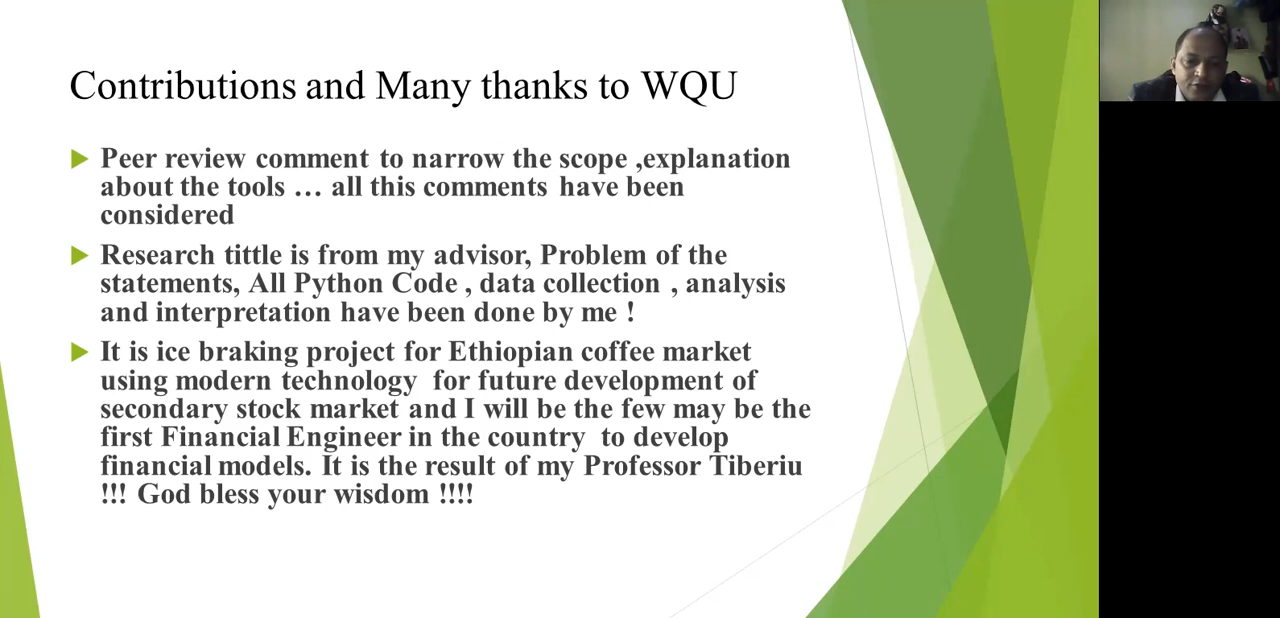 Contributions and Many thanks to WQU
Peer review comment to narrow the scope ,explanation
about the tools … all this comments have been
considered
Research tittle is from my advisor, Problem of the
statements, All Python Code , data collection , analysis
and interpretation have been done by me !
It is ice braking project for Ethiopian coffee market
using modern technology for future development of
secondary stock market and I will be the few may be the
first Financial Engineer in the country to develop
financial models. It is the result of my Professor Tiberiu
!!! God bless your wisdom !!!!